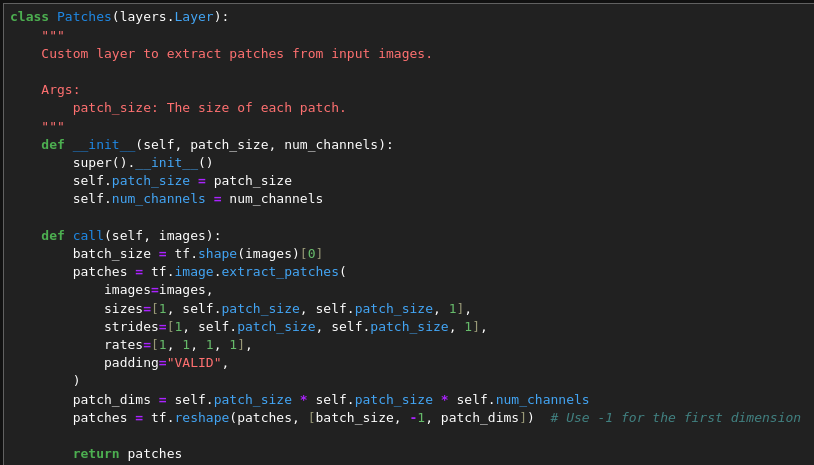 class Patches(layers.Layer):
    """
    Custom layer to extract patches from input images.

    Args:
        patch_size: The size of each patch.
    """
    def __init__(self, patch_size, num_channels):
        super().__init__()
        self.patch_size = patch_size
        self.num_channels = num_channels

    def call(self, images):
        batch_size = tf.shape(images)[0]
        patches = tf.image.extract_patches(
            images=images,
            sizes=[1, self.patch_size, self.patch_size, 1],
            strides=[1, self.patch_size, self.patch_size, 1],
            rates=[1, 1, 1, 1],
            padding="VALID",
        )
        patch_dims = self.patch_size * self.patch_size * self.num_channels
        patches = tf.reshape(patches, [batch_size, -1, patch_dims])  # Use -1 for the first dimension

        return patches